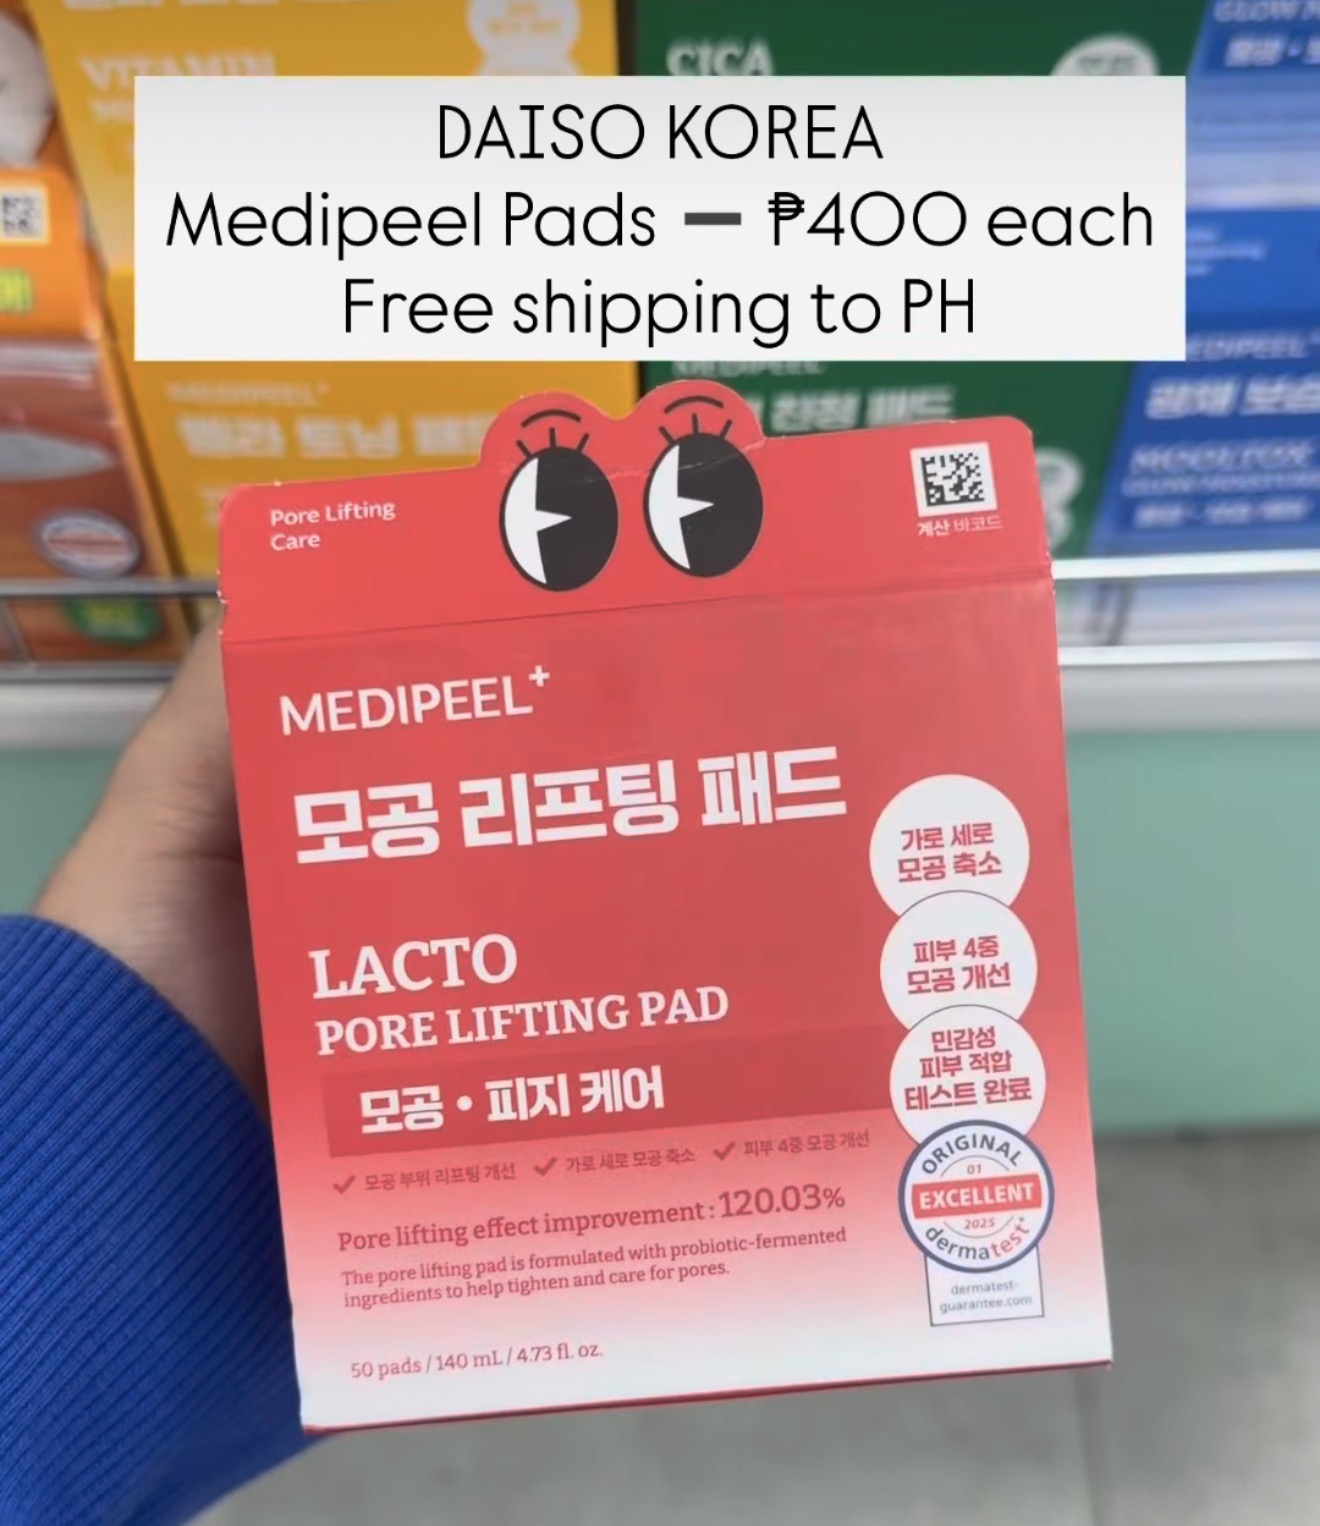 DAISO KOREA
Medipeel Pads — ₱400 each
Free shipping to PH
VITAMIN
CICA
MEDIPEEL+
Pore Lifting
Care
계산 바코드
MEDIPEEL+
모공 리프팅 패드
가로 세로
모공 축소
피부 4중
모공 개선
민감성
피부 적합
테스트 완료
LACTO
PORE LIFTING PAD
모공 • 피지 케어
✓ 모공 부위 리프팅 개선 ✓ 가로 세로 모공 축소 ✓ 피부 4중 모공 개선
Pore lifting effect improvement : 120.03%
The pore lifting pad is formulated with probiotic-fermented
ingredients to help tighten and care for pores.
ORIGINAL
01
EXCELLENT
2025
dermatest
dermatest-
guarantee.com
50 pads / 140 mL / 4.73 fl. oz.